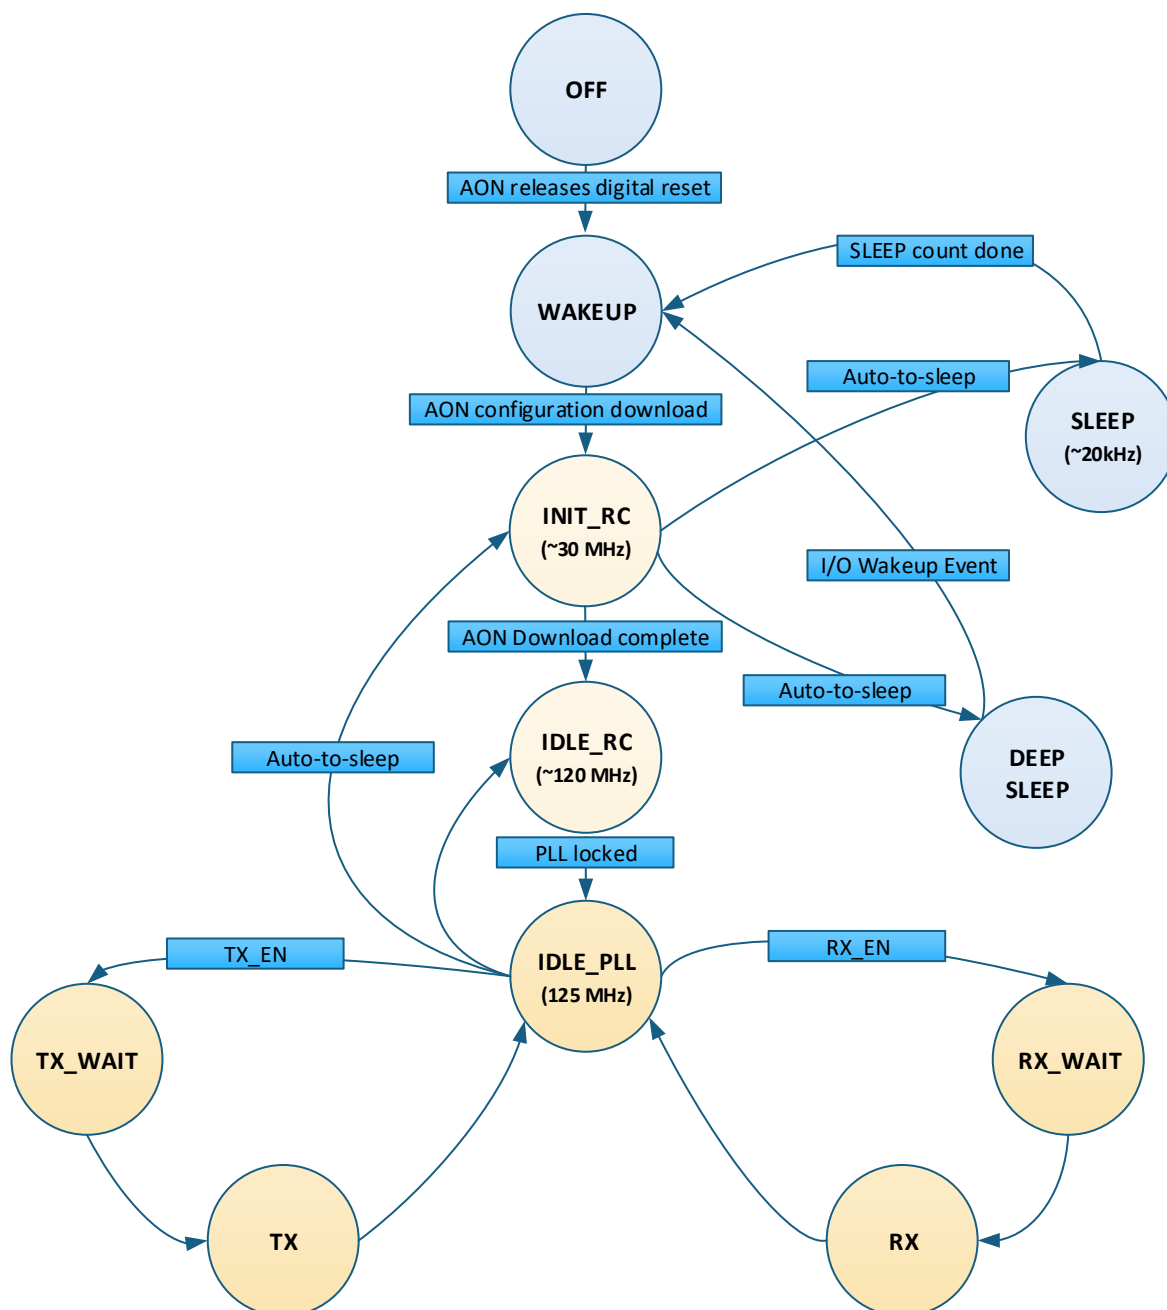 OFF
AON releases digital reset
SLEEP count done
WAKEUP
Auto-to-sleep
AON configuration download
SLEEP
(~20kHz)
INIT_RC
(~30 MHz)
I/O Wakeup Event
AON Download complete
Auto-to-sleep
IDLE_RC
(~120 MHz)
Auto-to-sleep
DEEP
SLEEP
PLL locked
TX_EN
IDLE_PLL
(125 MHz)
RX_EN
TX_WAIT
RX_WAIT
TX
RX